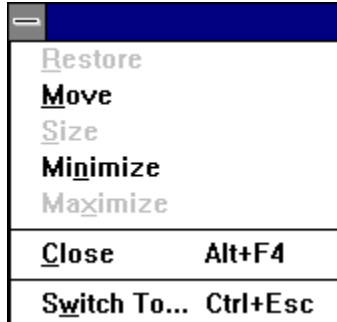 Restore
Move
Size
Minimize
Maximize
Close Alt+F4
Switch To... Ctrl+Esc